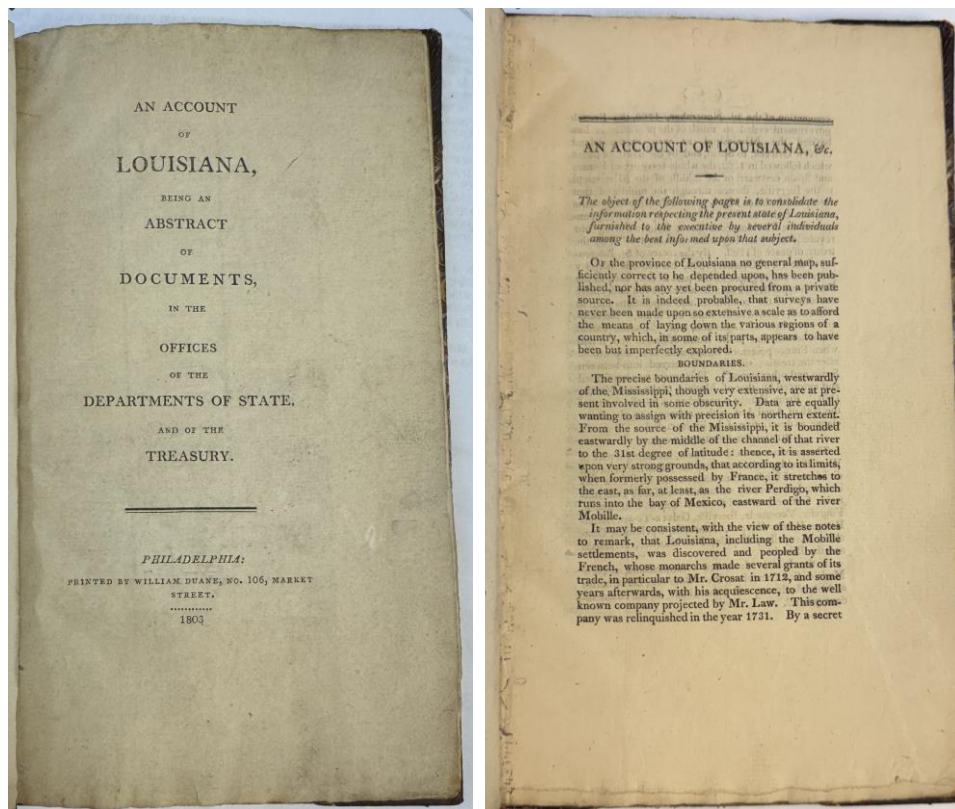 AN ACCOUNT
OF
LOUISIANA,
BEING AN
ABSTRACT
OF
DOCUMENTS,
IN THE
OFFICES
OF THE
DEPARTMENTS OF STATE,
AND OF THE
TREASURY.
PHILADELPHIA:
PRINTED BY WILLIAM DUANE, NO. 106, MARKET
STREET.
1803
AN ACCOUNT OF LOUISIANA, &c.
The object of the following pages is to consolidate the
information respecting the present state of Louisiana,
furnished to the executive by several individuals
among the best informed upon that subject.
OF the province of Louisiana no general map, suf-
ficiently correct to be depended upon, has been pub-
lished, nor has any yet been procured from a private
source. It is indeed probable, that surveys have
never been made upon so extensive a scale as to afford
the means of laying down the various regions of a
country, which, in some of its parts, appears to have
been but imperfectly explored.
BOUNDARIES.
The precise boundaries of Louisiana, westwardly
of the Mississippi, though very extensive, are at pre-
sent involved in some obscurity. Data are equally
wanting to assign with precision its northern extent.
From the source of the Mississippi, it is bounded
eastwardly by the middle of the channel of that river
to the 31st degree of latitude: thence, it is asserted
upon very strong grounds, that according to its limits,
when formerly possessed by France, it stretches to
the east, as far, at least, as the river Perdigo, which
runs into the bay of Mexico, eastward of the river
Mobille.
It may be consistent, with the view of these notes
to remark, that Louisiana, including the Mobille
settlements, was discovered and peopled by the
French, whose monarchs made several grants of its
trade, in particular to Mr. Crosat in 1712, and some
years afterwards, with his acquiescence, to the well
known company projected by Mr. Law. This com-
pany was relinquished in the year 1731. By a secret